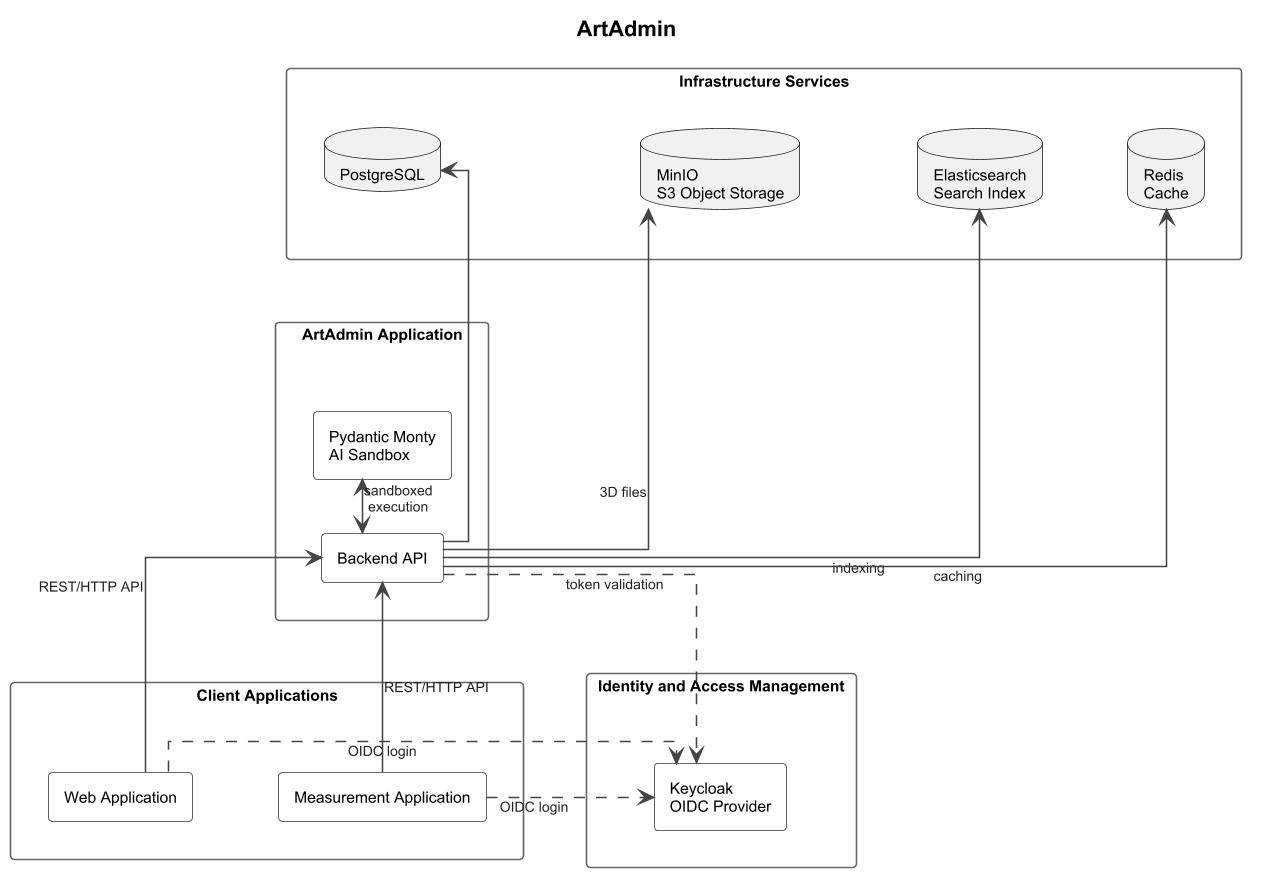 ArtAdmin
Infrastructure Services
PostgreSQL
MinIO
S3 Object Storage
Elasticsearch
Search Index
Redis
Cache
ArtAdmin Application
Pydantic Monty
AI Sandbox
sandboxed
execution
3D files
Backend API
REST/HTTP API
indexing
caching
token validation
Client Applications
REST/HTTP API
Identity and Access Management
OIDC login
Web Application
Measurement Application
OIDC login
Keycloak
OIDC Provider